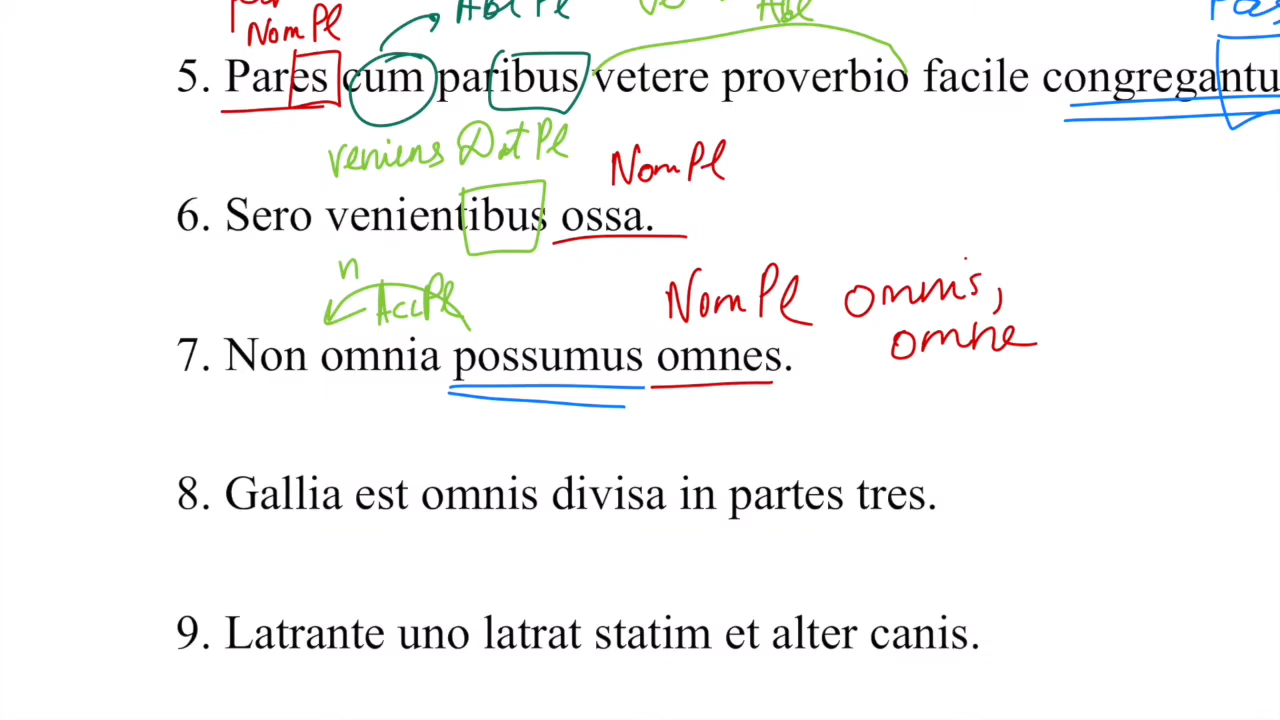 Nom Pl Abl Pl Abl
5. Pares cum paribus vetere proverbio facile congregantu
veniens Dat Pl Nom Pl
6. Sero venientibus ossa.
n Acc Pl Nom Pl omnis,
omne
7. Non omnia possumus omnes.
8. Gallia est omnis divisa in partes tres.
9. Latrante uno latrat statim et alter canis.